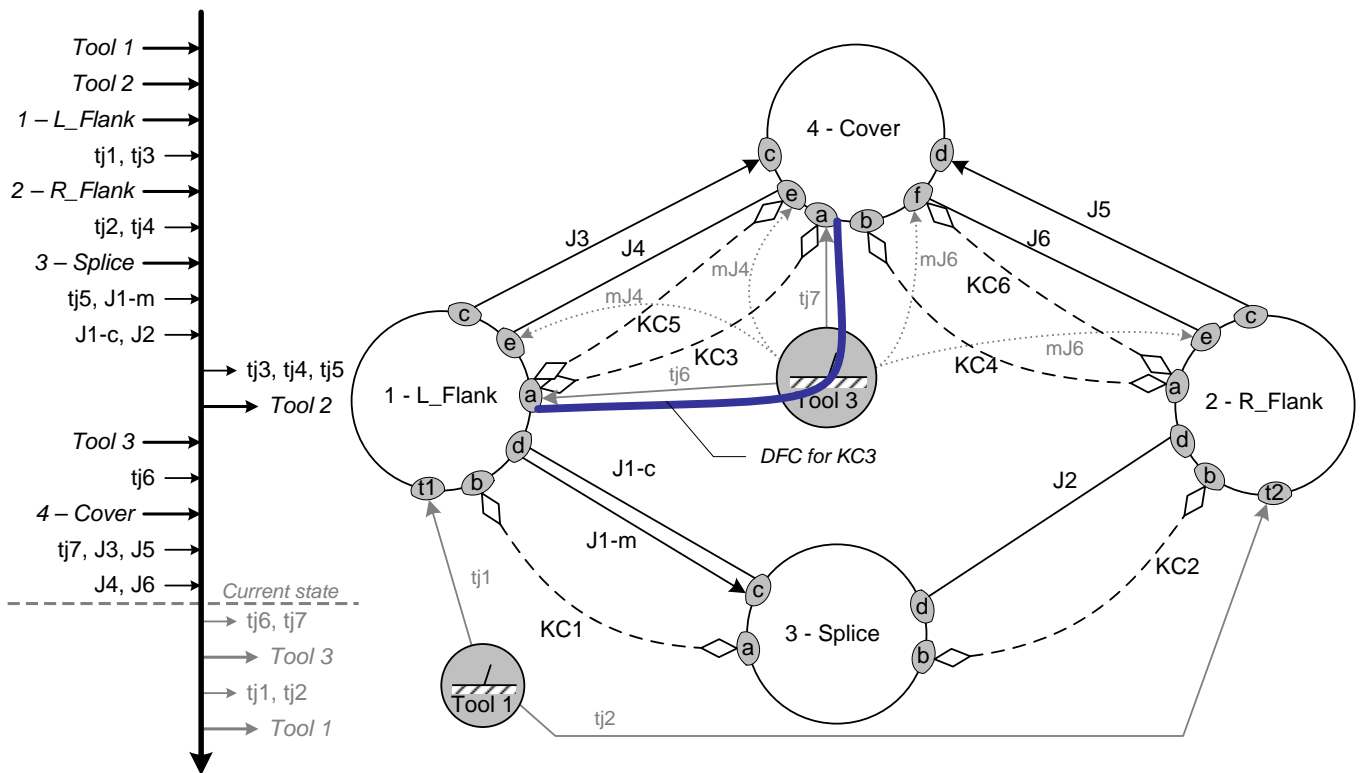 Tool 1
Tool 2
1 – L_Flank
tj1, tj3
2 – R_Flank
tj2, tj4
3 – Splice
tj5, J1-m
J1-c, J2
tj3, tj4, tj5
Tool 2
Tool 3
tj6
4 – Cover
tj7, J3, J5
J4, J6
Current state
tj6, tj7
Tool 3
tj1, tj2
Tool 1
4 - Cover
c
d
e
f
a
b
J3
J4
J5
J6
mJ4
mJ6
mJ4
mJ6
tj7
KC5
KC3
KC6
KC4
tj6
Tool 3
DFC for KC3
1 - L_Flank
c
e
a
d
b
t1
2 - R_Flank
c
e
a
d
b
t2
J1-c
J1-m
J2
KC1
KC2
tj1
tj2
3 - Splice
c
d
a
b
Tool 1